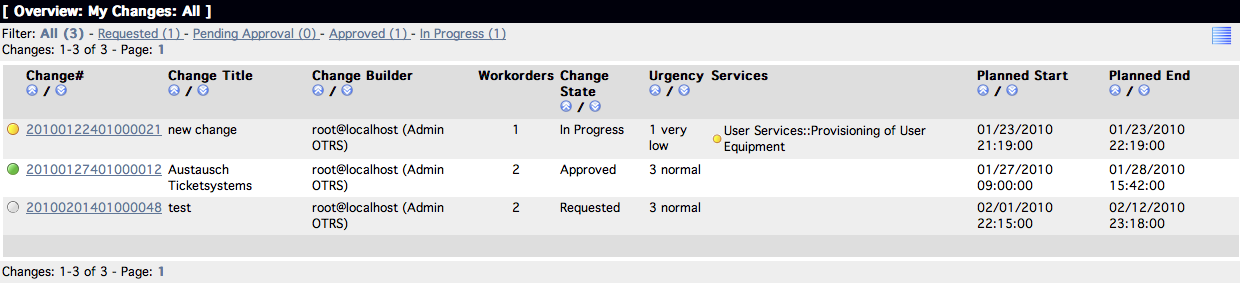 [ Overview: My Changes: All ]
Filter: All (3) - Requested (1) - Pending Approval (0) - Approved (1) - In Progress (1)
Changes: 1-3 of 3 - Page: 1
Change# Change Title Change Builder Workorders Change State Urgency Services Planned Start Planned End
/ / / / / / /
20100122401000021 new change root@localhost (Admin OTRS) 1 In Progress 1 very low User Services::Provisioning of User Equipment 01/23/2010 21:19:00 01/23/2010 22:19:00
20100127401000012 Austausch Ticketsystems root@localhost (Admin OTRS) 2 Approved 3 normal 01/27/2010 09:00:00 01/28/2010 15:42:00
20100201401000048 test root@localhost (Admin OTRS) 2 Requested 3 normal 02/01/2010 22:15:00 02/12/2010 23:18:00
Changes: 1-3 of 3 - Page: 1